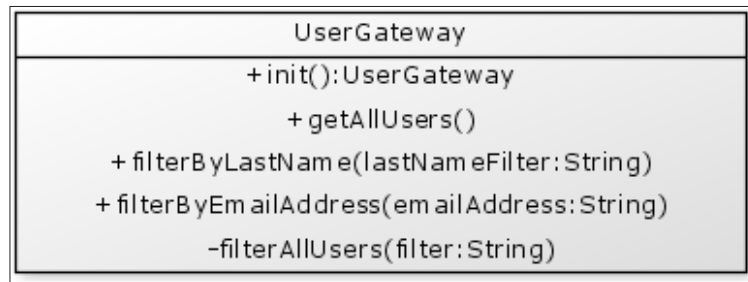 UserGateway
+init():UserGateway
+getAllUsers()
+filterByLastName(lastNameFilter:String)
+filterByEmailAddress(emailAddress:String)
-filterAllUsers(filter:String)